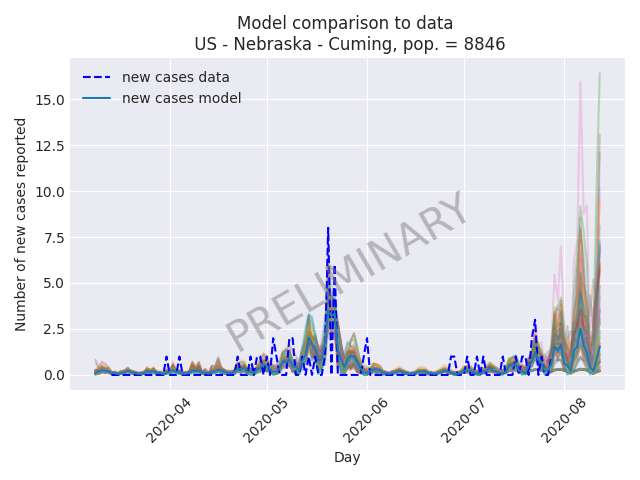 Model comparison to data
US - Nebraska - Cuming, pop. = 8846
new cases data
new cases model
PRELIMINARY
Number of new cases reported
15.0
12.5
10.0
7.5
5.0
2.5
0.0
2020-04
2020-05
2020-06
2020-07
2020-08
Day